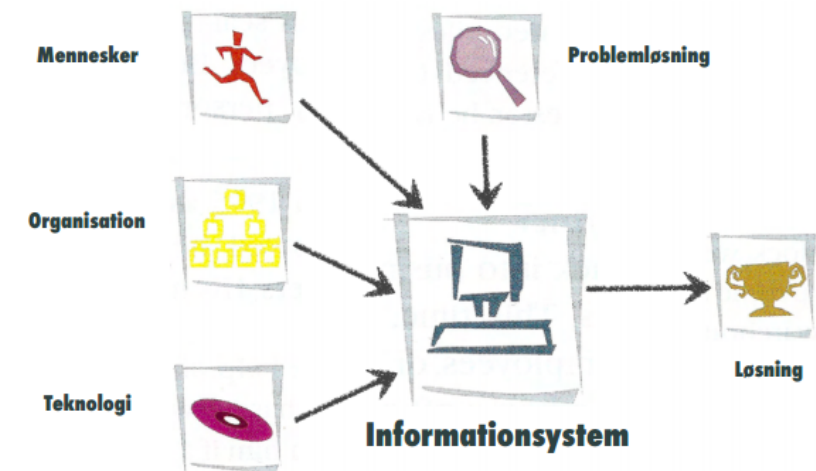 Mennesker
Problemløsning
Organisation
Teknologi
Løsning
Informationsystem